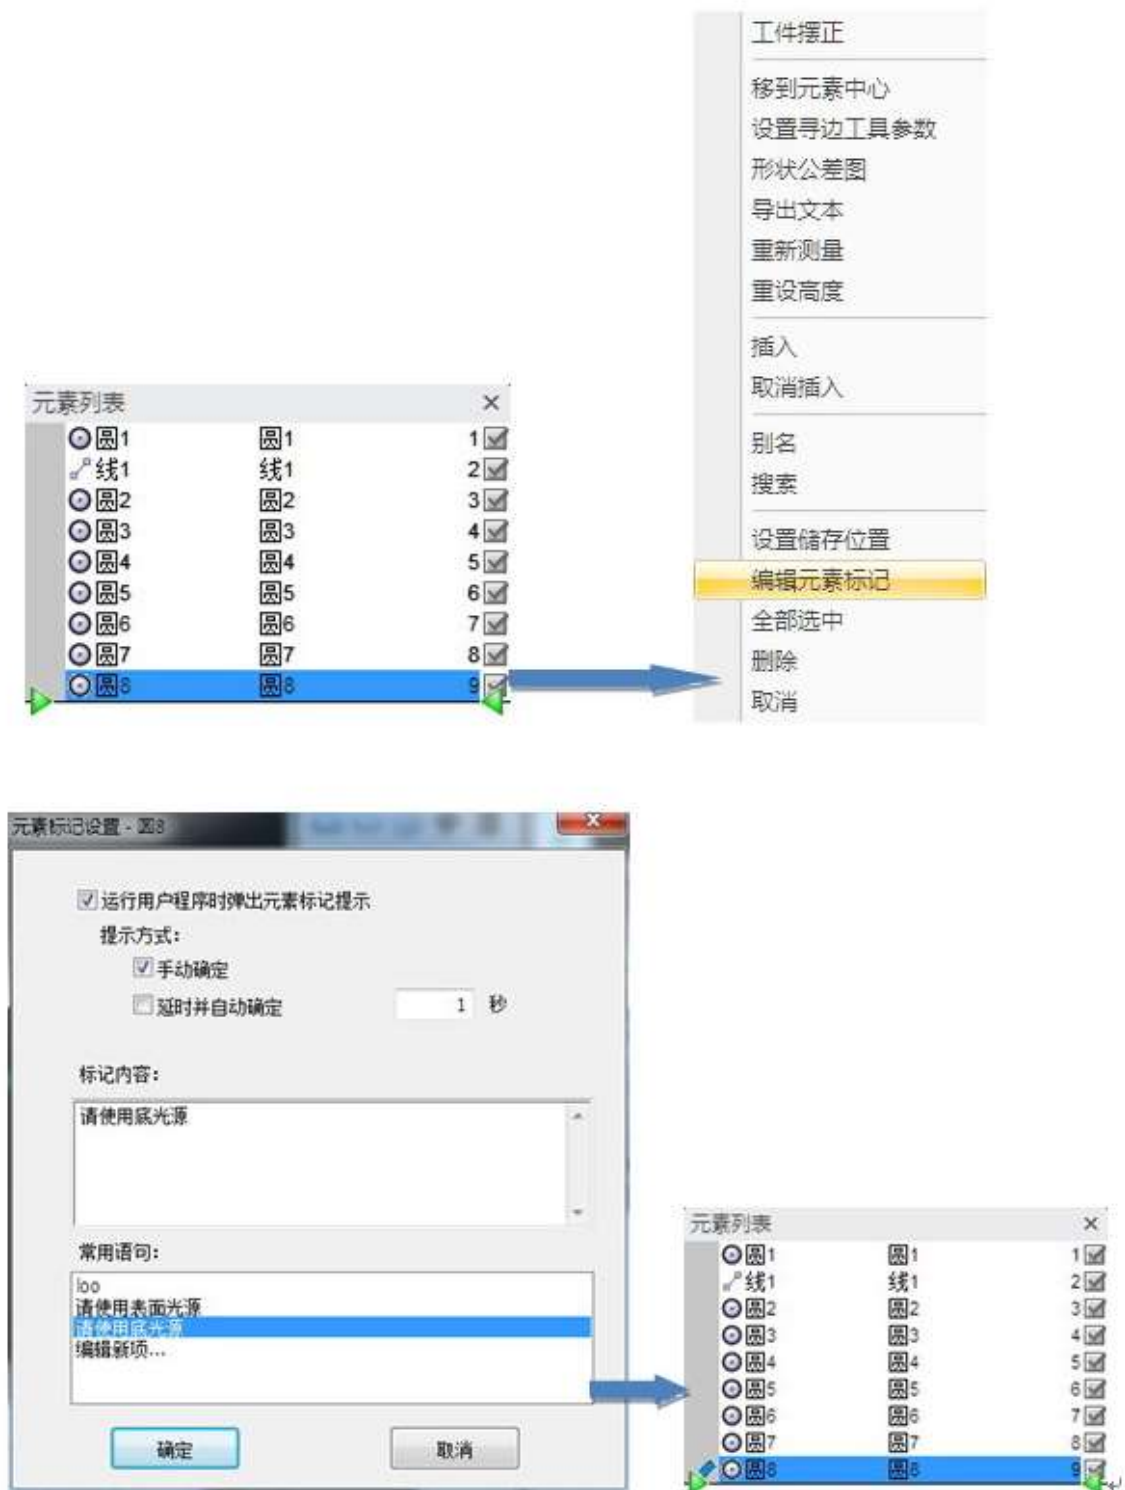 工件摆正
移到元素中心
设置寻边工具参数
形状公差图
导出文本
重新测量
重设高度
插入
取消插入
别名
搜索
设置储存位置
编辑元素标记
全部选中
删除
取消
元素列表
圆1 圆1 1
线1 线1 2
圆2 圆2 3
圆3 圆3 4
圆4 圆4 5
圆5 圆5 6
圆6 圆6 7
圆7 圆7 8
圆8 圆8 9
元素标记设置 - 圆8
运行用户程序时弹出元素标记提示
提示方式：
手动确定
延时并自动确定 1 秒
标记内容：
请使用底光源
常用语句：
loo
请使用表面光源
请使用底光源
编辑新项...
确定 取消
元素列表
圆1 圆1 1
线1 线1 2
圆2 圆2 3
圆3 圆3 4
圆4 圆4 5
圆5 圆5 6
圆6 圆6 7
圆7 圆7 8
圆8 圆8 9